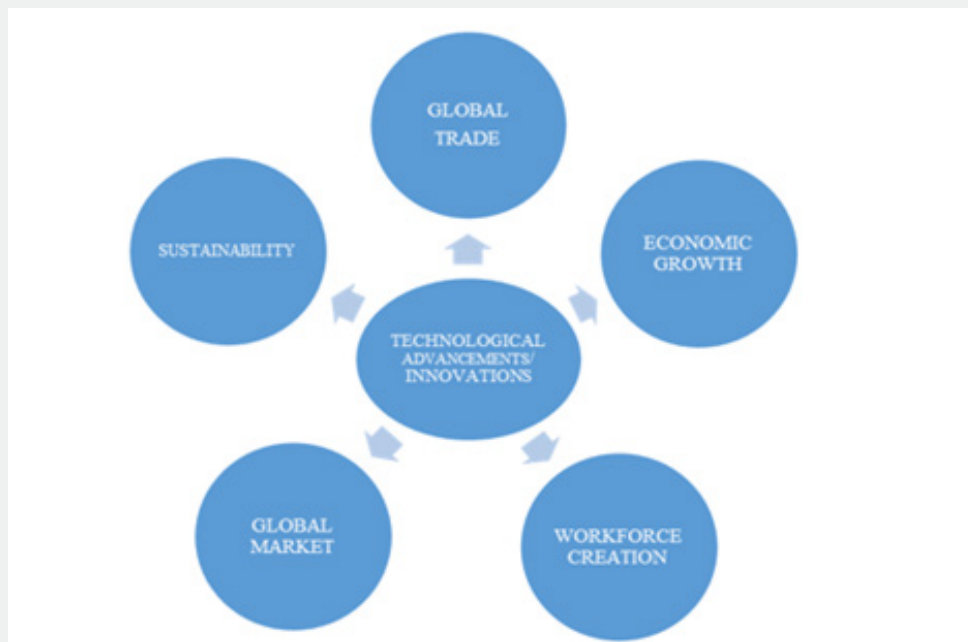 GLOBAL
TRADE
SUSTAINABILITY
ECONOMIC
GROWTH
TECHNOLOGICAL
ADVANCEMENTS/
INNOVATIONS
GLOBAL
MARKET
WORKFORCE
CREATION